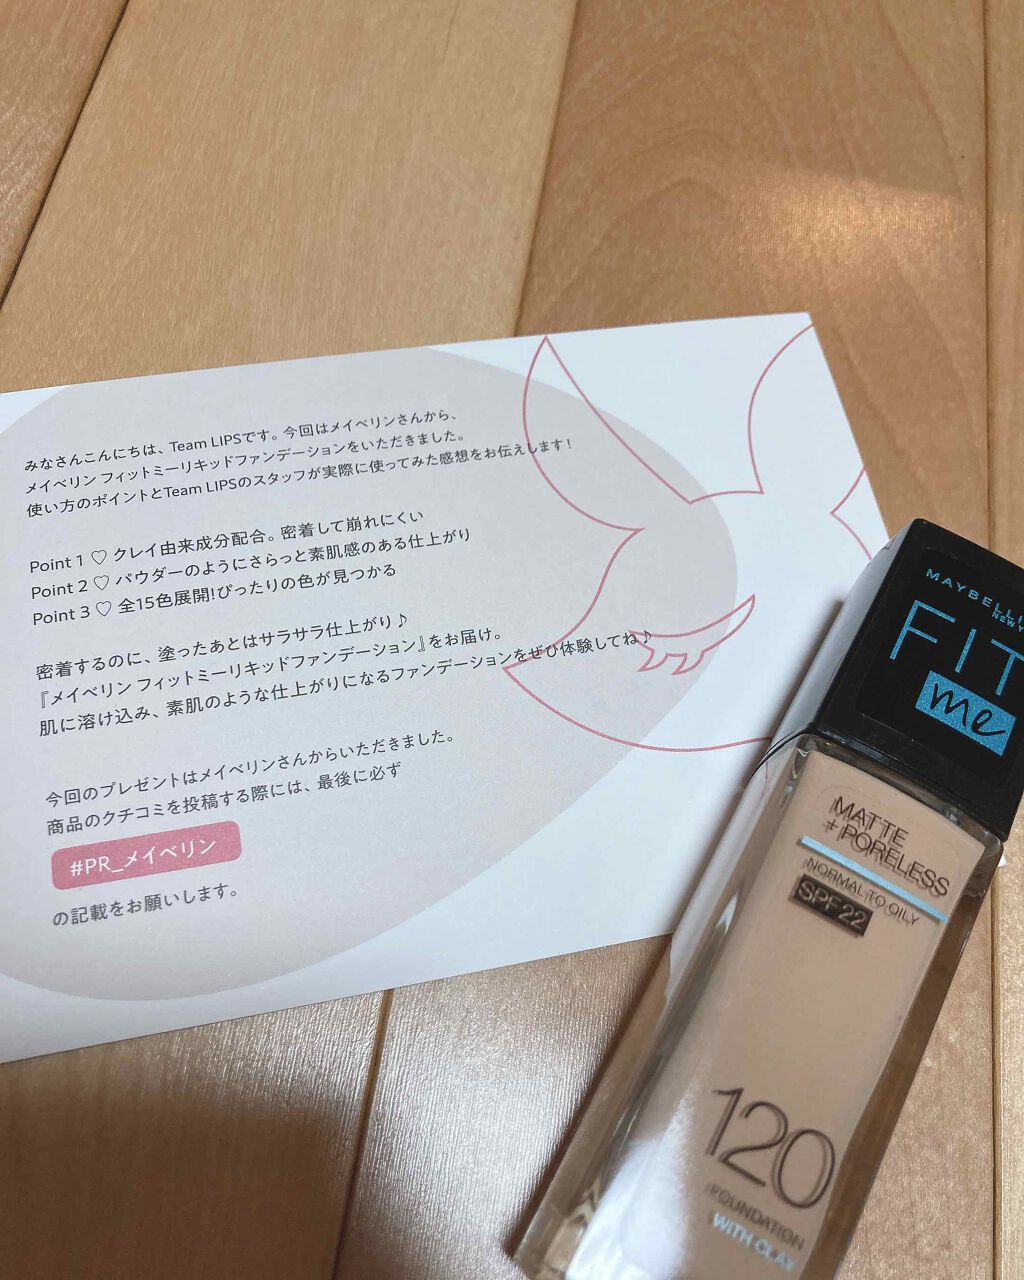 みなさんこんにちは、Team LIPSです。今回はメイベリンさんから、
メイベリン フィットミーリキッドファンデーションをいただきました。
使い方のポイントとTeam LIPSのスタッフが実際に使ってみた感想をお伝えします！
Point 1 ♡ クレイ由来成分配合。密着して崩れにくい
Point 2 ♡ パウダーのようにさらっと素肌感のある仕上がり
Point 3 ♡ 全15色展開!ぴったりの色が見つかる
密着するのに、塗ったあとはサラサラ仕上がり♪
『メイベリン フィットミーリキッドファンデーション』をお届け。
肌に溶け込み、素肌のような仕上がりになるファンデーションをぜひ体験してね♪
今回のプレゼントはメイベリンさんからいただきました。
商品のクチコミを投稿する際には、最後に必ず
#PR_メイベリン
の記載をお願いします。
MAYBELLI
NEW Y
FIT
me
MATTE
+ PORELESS
NORMAL TO OILY
SPF 22
120
FOUNDATION
WITH CLAY